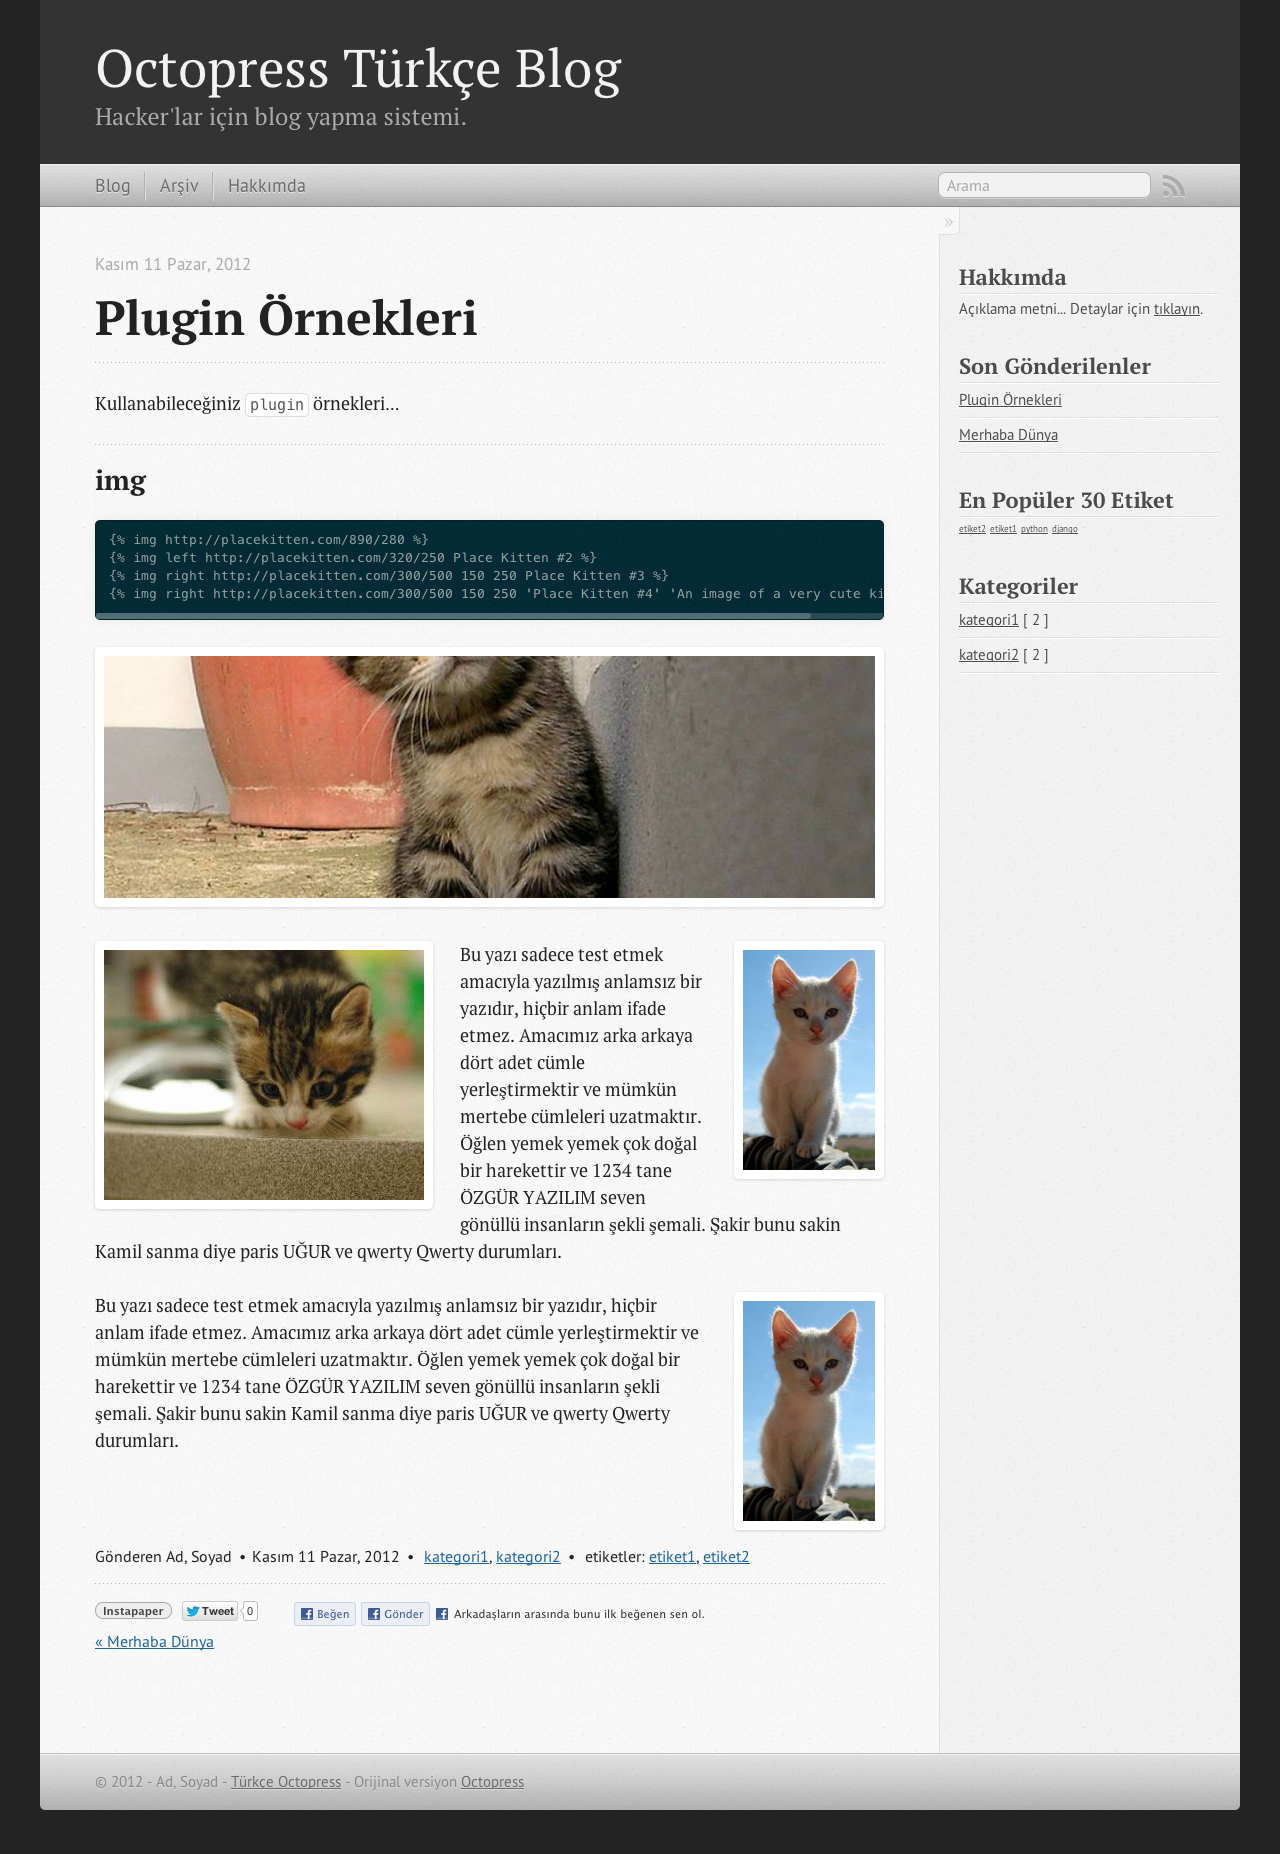 Octopress Türkçe Blog
Hacker'lar için blog yapma sistemi.
Blog
Arşiv
Hakkımda
Arama
»
Kasım 11 Pazar, 2012
Plugin Örnekleri
Kullanabileceğiniz plugin örnekleri…
img
{% img http://placekitten.com/890/280 %}
{% img left http://placekitten.com/320/250 Place Kitten #2 %}
{% img right http://placekitten.com/300/500 150 250 Place Kitten #3 %}
{% img right http://placekitten.com/300/500 150 250 'Place Kitten #4' 'An image of a very cute ki
Bu yazı sadece test etmek
amacıyla yazılmış anlamsız bir
yazıdır, hiçbir anlam ifade
etmez. Amacımız arka arkaya
dört adet cümle
yerleştirmektir ve mümkün
mertebe cümleleri uzatmaktır.
Öğlen yemek yemek çok doğal
bir harekettir ve 1234 tane
ÖZGÜR YAZILIM seven
gönüllü insanların şekli şemali. Şakir bunu sakin
Kamil sanma diye paris UĞUR ve qwerty Qwerty durumları.
Bu yazı sadece test etmek amacıyla yazılmış anlamsız bir yazıdır, hiçbir
anlam ifade etmez. Amacımız arka arkaya dört adet cümle yerleştirmektir ve
mümkün mertebe cümleleri uzatmaktır. Öğlen yemek yemek çok doğal bir
harekettir ve 1234 tane ÖZGÜR YAZILIM seven gönüllü insanların şekli
şemali. Şakir bunu sakin Kamil sanma diye paris UĞUR ve qwerty Qwerty
durumları.
Gönderen Ad, Soyad • Kasım 11 Pazar, 2012 • kategori1, kategori2 • etiketler: etiket1, etiket2
Instapaper Tweet 0 Beğen Gönder Arkadaşların arasında bunu ilk beğenen sen ol.
« Merhaba Dünya
Hakkımda
Açıklama metni... Detaylar için tıklayın.
Son Gönderilenler
Plugin Örnekleri
Merhaba Dünya
En Popüler 30 Etiket
etiket2 etiket1 python django
Kategoriler
kategori1 [ 2 ]
kategori2 [ 2 ]
© 2012 - Ad, Soyad - Türkçe Octopress - Orijinal versiyon Octopress